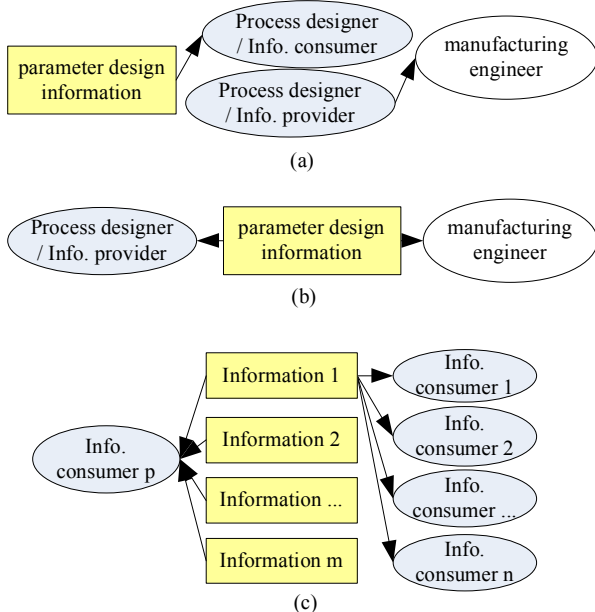 Process designer
/ Info. consumer
parameter design
information
manufacturing
engineer
Process designer
/ Info. provider
(a)
Process designer
/ Info. provider
parameter design
information
manufacturing
engineer
(b)
Information 1
Info.
consumer 1
Info.
consumer p
Information 2
Info.
consumer 2
Information ...
Info.
consumer ...
Information m
Info.
consumer n
(c)